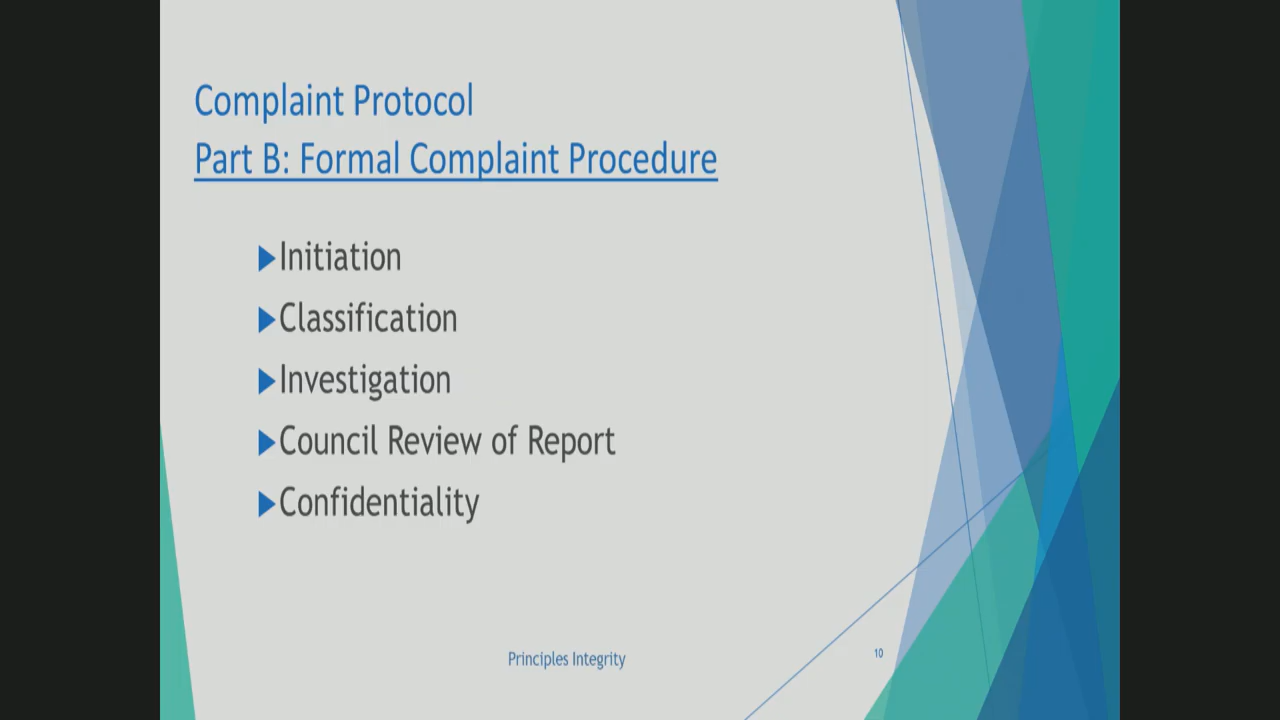 Complaint Protocol
Part B: Formal Complaint Procedure
Initiation
Classification
Investigation
Council Review of Report
Confidentiality
Principles Integrity
10